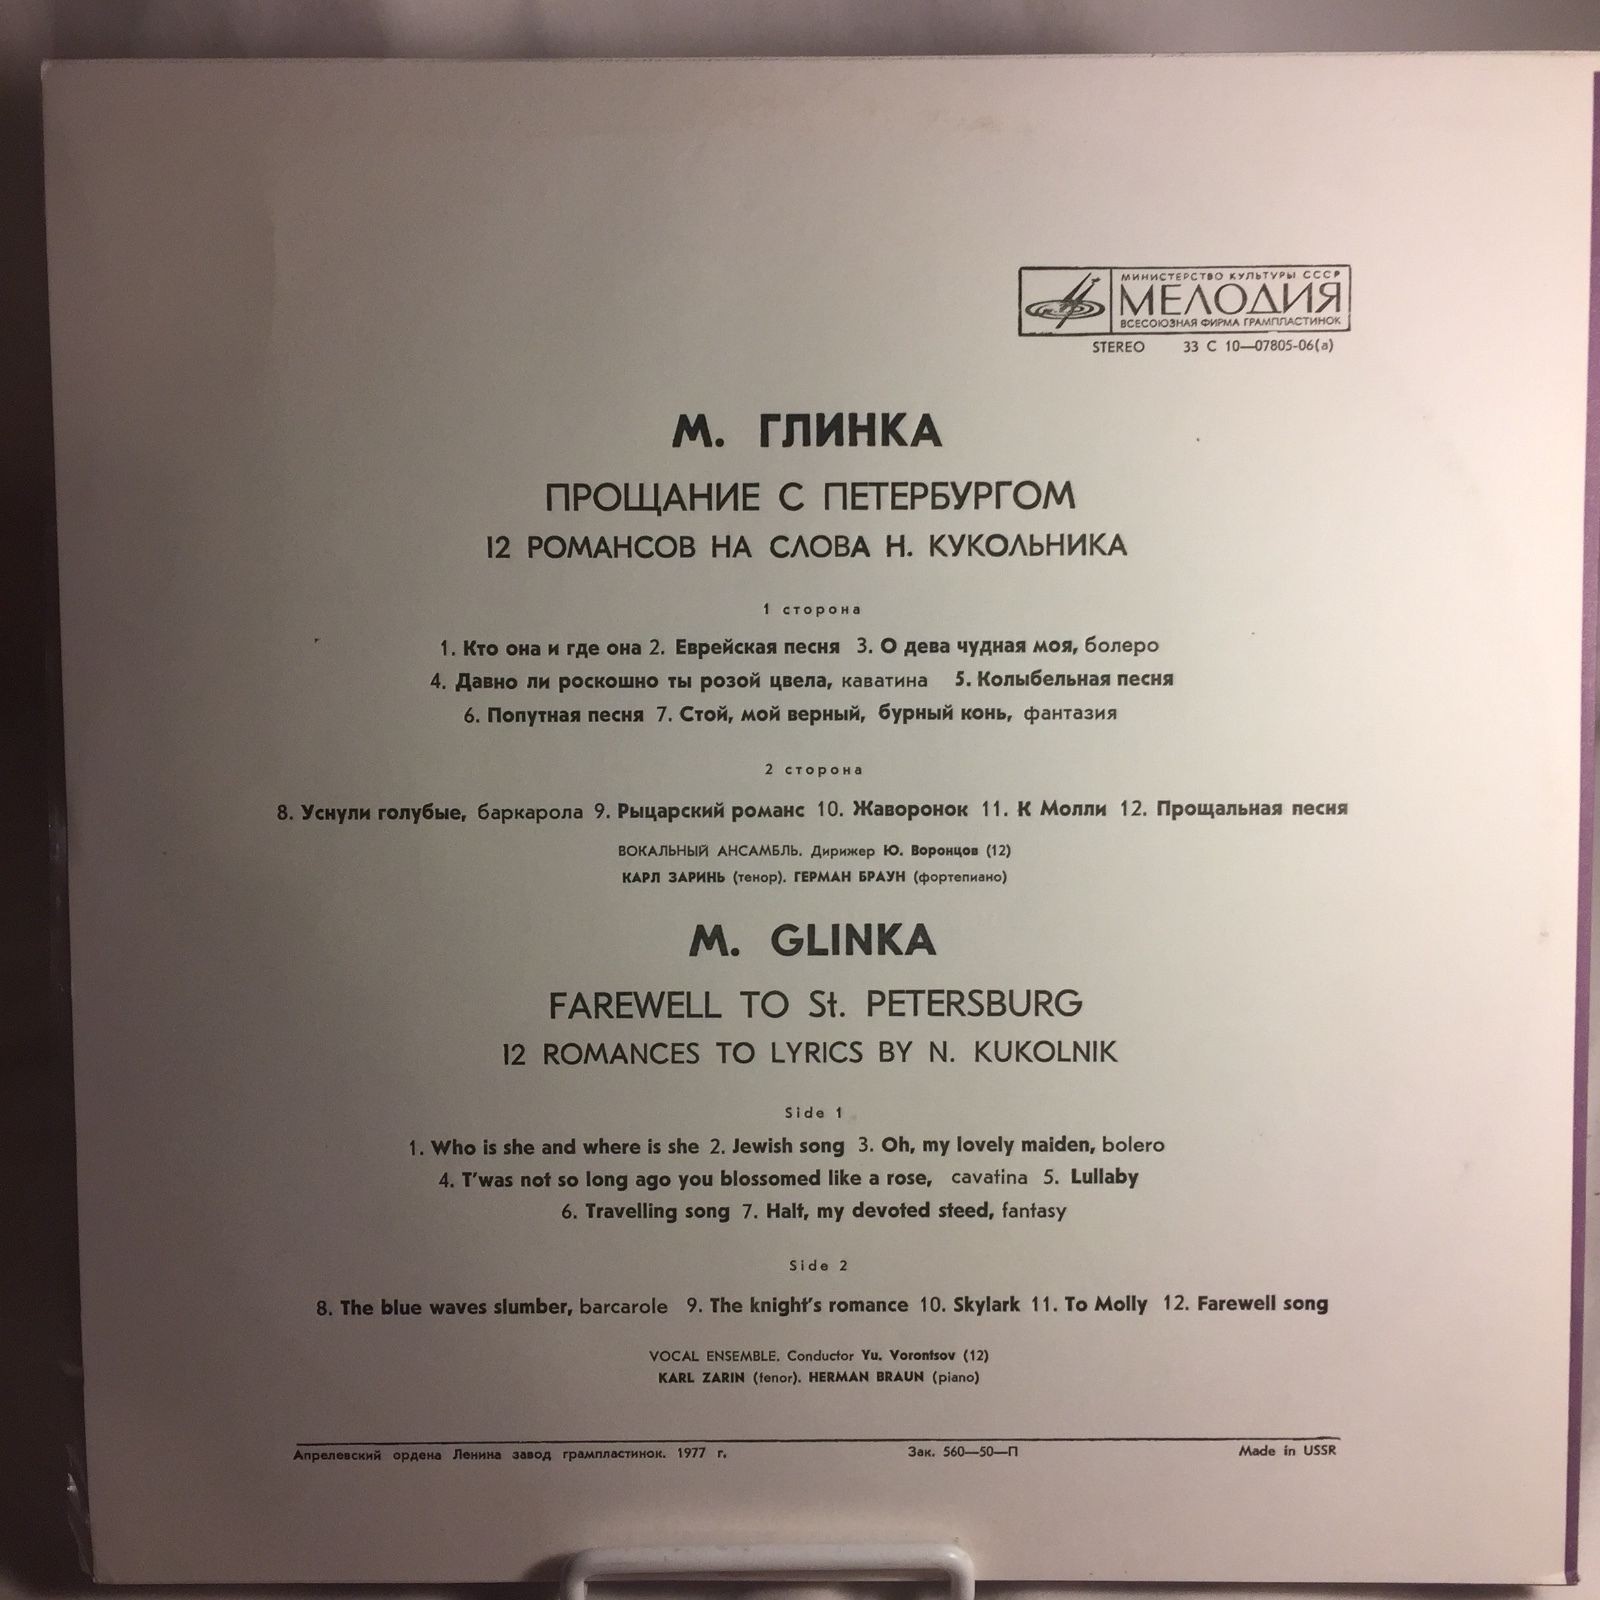 МИНИСТЕРСТВО КУЛЬТУРЫ СССР
МЕЛОДИЯ
ВСЕСОЮЗНАЯ ФИРМА ГРАМПЛАСТИНОК
STEREO 33 С 10—07805-06(а)
М. ГЛИНКА
ПРОЩАНИЕ С ПЕТЕРБУРГОМ
12 РОМАНСОВ НА СЛОВА Н. КУКОЛЬНИКА
1 сторона
1. Кто она и где она 2. Еврейская песня 3. О дева чудная моя, болеро
4. Давно ли роскошно ты розой цвела, каватина 5. Колыбельная песня
6. Попутная песня 7. Стой, мой верный, бурный конь, фантазия
2 сторона
8. Уснули голубые, баркарола 9. Рыцарский романс 10. Жаворонок 11. К Молли 12. Прощальная песня
ВОКАЛЬНЫЙ АНСАМБЛЬ. Дирижер Ю. Воронцов (12)
КАРЛ ЗАРИНЬ (тенор). ГЕРМАН БРАУН (фортепиано)
M. GLINKA
FAREWELL TO St. PETERSBURG
12 ROMANCES TO LYRICS BY N. KUKOLNIK
Side 1
1. Who is she and where is she 2. Jewish song 3. Oh, my lovely maiden, bolero
4. T'was not so long ago you blossomed like a rose, cavatina 5. Lullaby
6. Travelling song 7. Halt, my devoted steed, fantasy
Side 2
8. The blue waves slumber, barcarole 9. The knight's romance 10. Skylark 11. To Molly 12. Farewell song
VOCAL ENSEMBLE. Conductor Yu. Vorontsov (12)
KARL ZARIN (tenor). HERMAN BRAUN (piano)
Апрелевский ордена Ленина завод грампластинок. 1977 г. Зак. 560—50—П Made in USSR